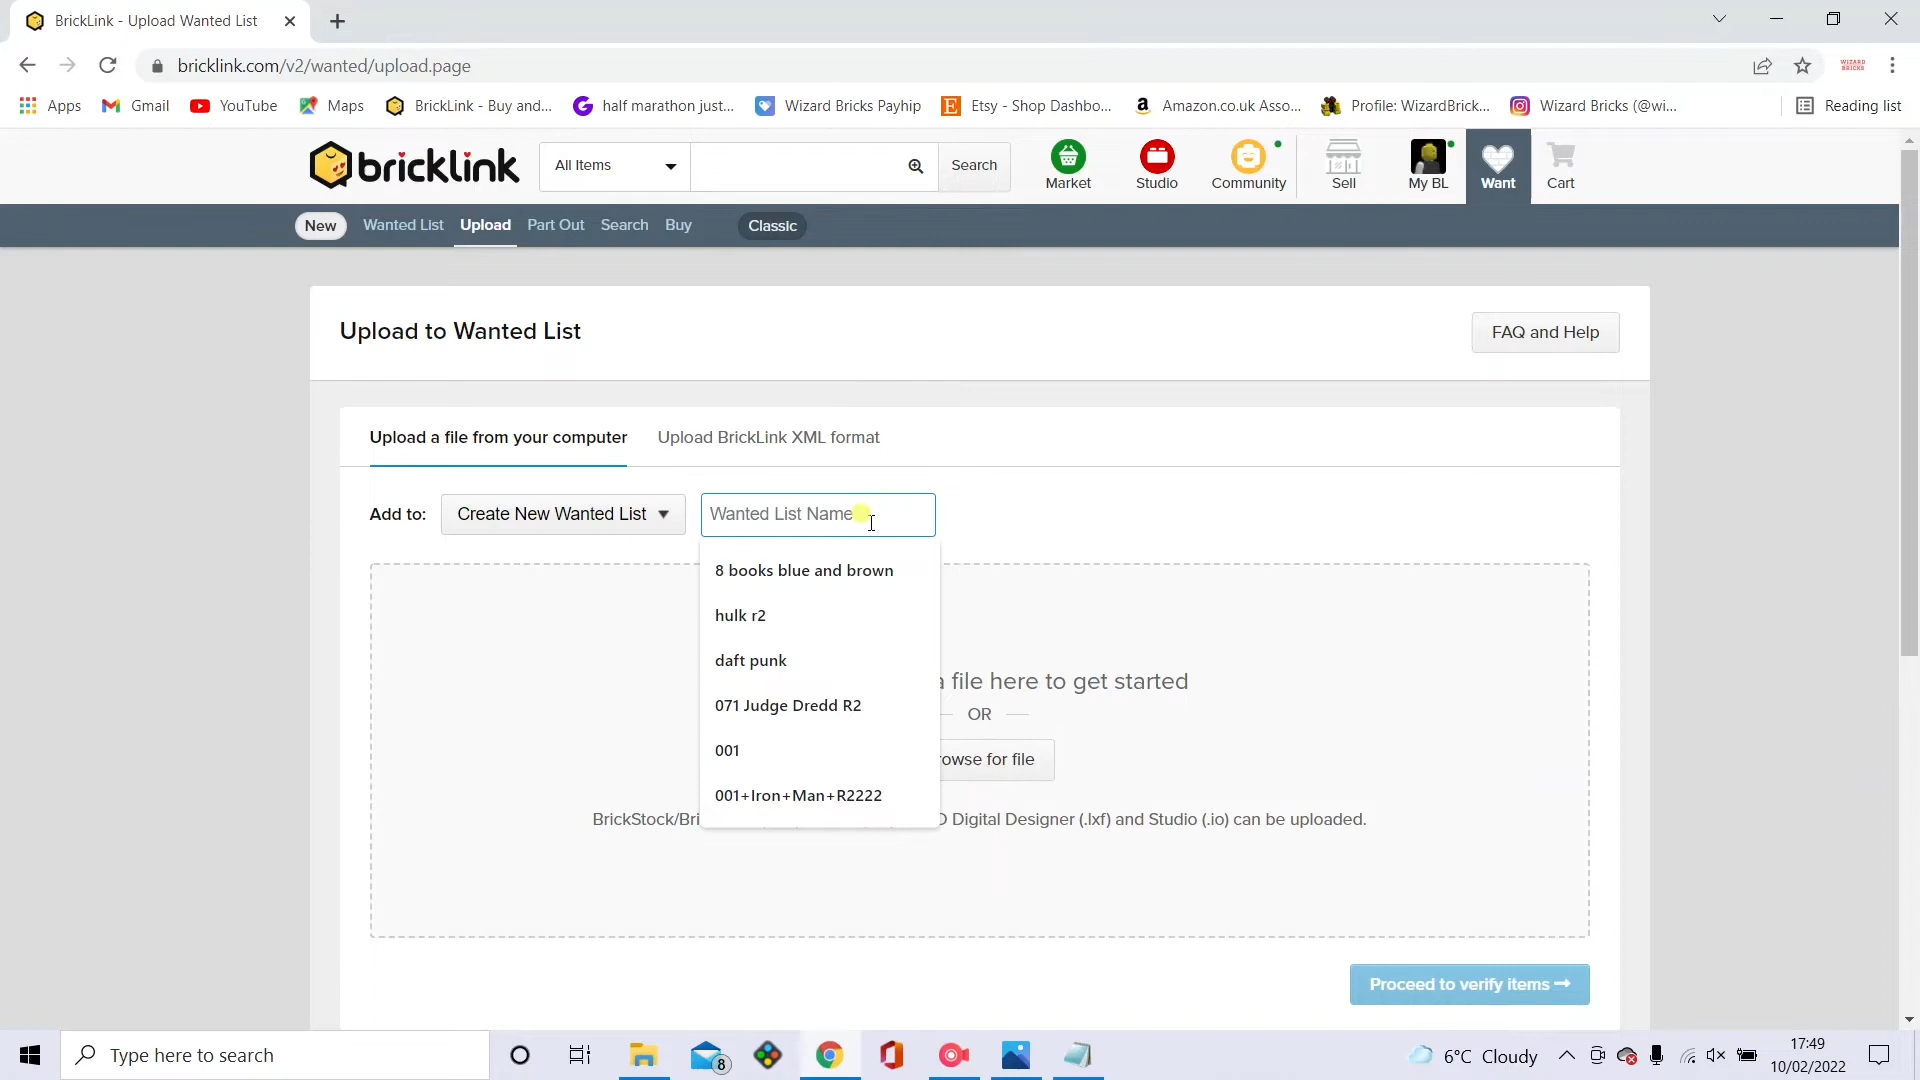 BrickLink - Upload Wanted List
bricklink.com/v2/wanted/upload.page
WIZARD BRICKS
Apps Gmail YouTube Maps BrickLink - Buy and... half marathon just... Wizard Bricks Payhip Etsy - Shop Dashbo... Amazon.co.uk Asso... Profile: WizardBrick... Wizard Bricks (@wi... Reading list
bricklink All Items Search Market Studio Community Sell My BL Want Cart
New Wanted List Upload Part Out Search Buy Classic
Upload to Wanted List FAQ and Help
Upload a file from your computer Upload BrickLink XML format
Add to: Create New Wanted List Wanted List Name
8 books blue and brown
hulk r2
daft punk
file here to get started
071 Judge Dredd R2
OR
001
owse for file
001+Iron+Man+R2222
BrickStock/Bri D Digital Designer (.lxf) and Studio (.io) can be uploaded.
Proceed to verify items
Type here to search 8 6°C Cloudy 17:49
10/02/2022